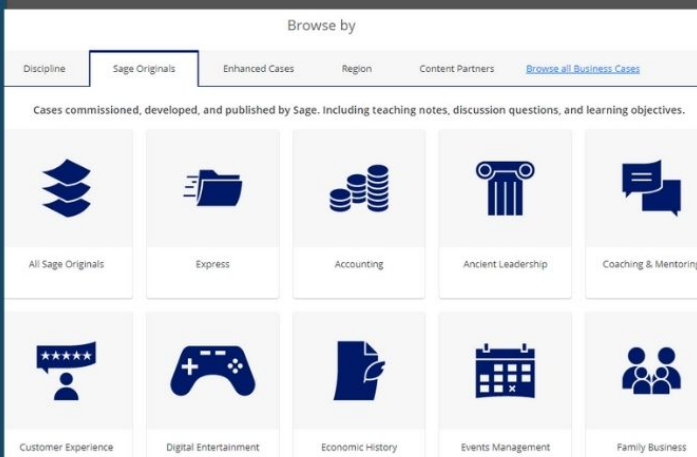 Browse by
Discipline Sage Originals Enhanced Cases Region Content Partners Browse all Business Cases
Cases commissioned, developed, and published by Sage. Including teaching notes, discussion questions, and learning objectives.
All Sage Originals Express Accounting Ancient Leadership Coaching & Mentoring
Customer Experience Digital Entertainment Economic History Events Management Family Business